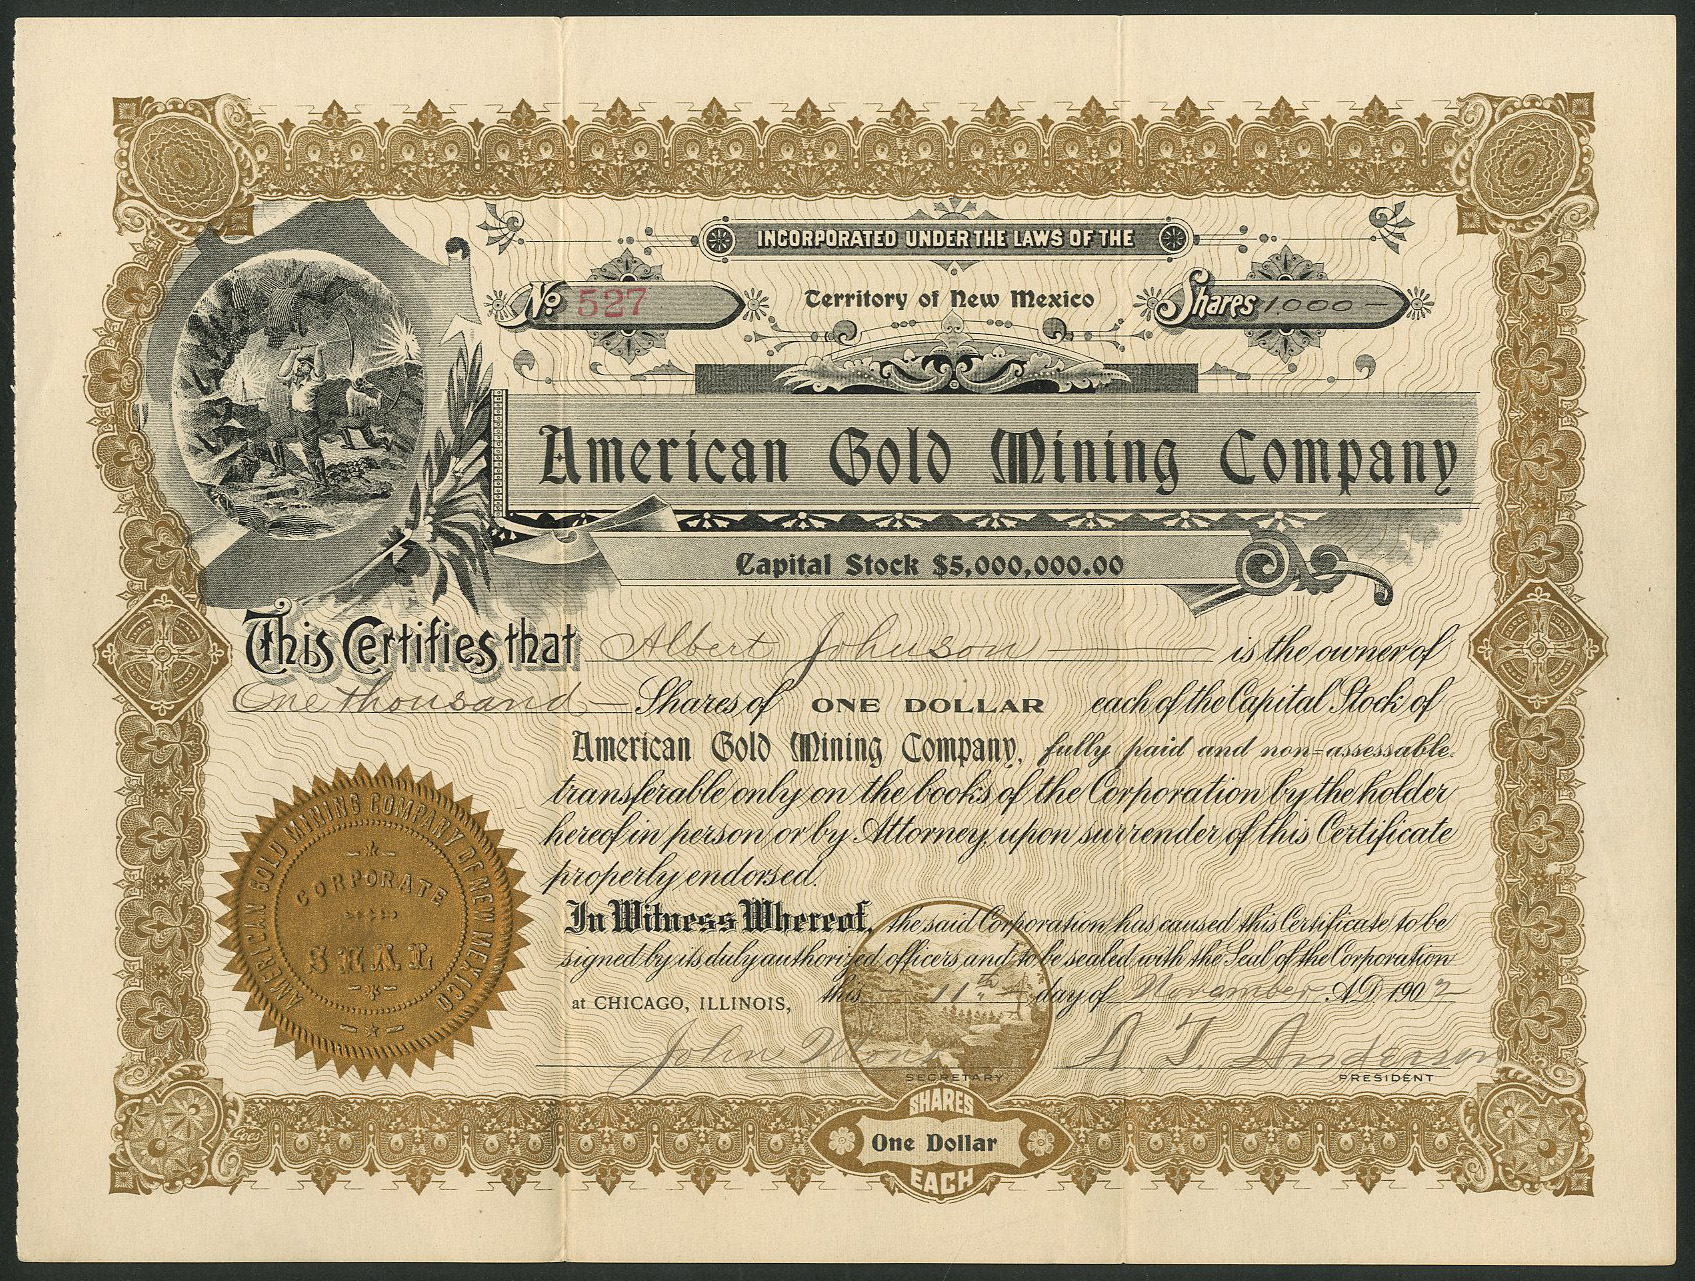 INCORPORATED UNDER THE LAWS OF THE
No 527
Territory of New Mexico
Shares 1,000
American Gold Mining Company
Capital Stock $5,000,000.00
This Certifies that Albert Johnson is the owner of
One thousand Shares of ONE DOLLAR each of the Capital Stock of
American Gold Mining Company, fully paid and non-assessable
transferable only on the books of the Corporation by the holder
hereof in person or by Attorney, upon surrender of this Certificate
properly endorsed.
In Witness Whereof, the said Corporation has caused this Certificate to be
signed by its duly authorized officers and to be sealed with the Seal of the Corporation
at CHICAGO, ILLINOIS, this 11th day of November A.D. 1902
John
SECRETARY
Anderson
PRESIDENT
AMERICAN GOLD MINING COMPANY OF NEW MEXICO
CORPORATE
SEAL
Goes
SHARES
One Dollar
EACH